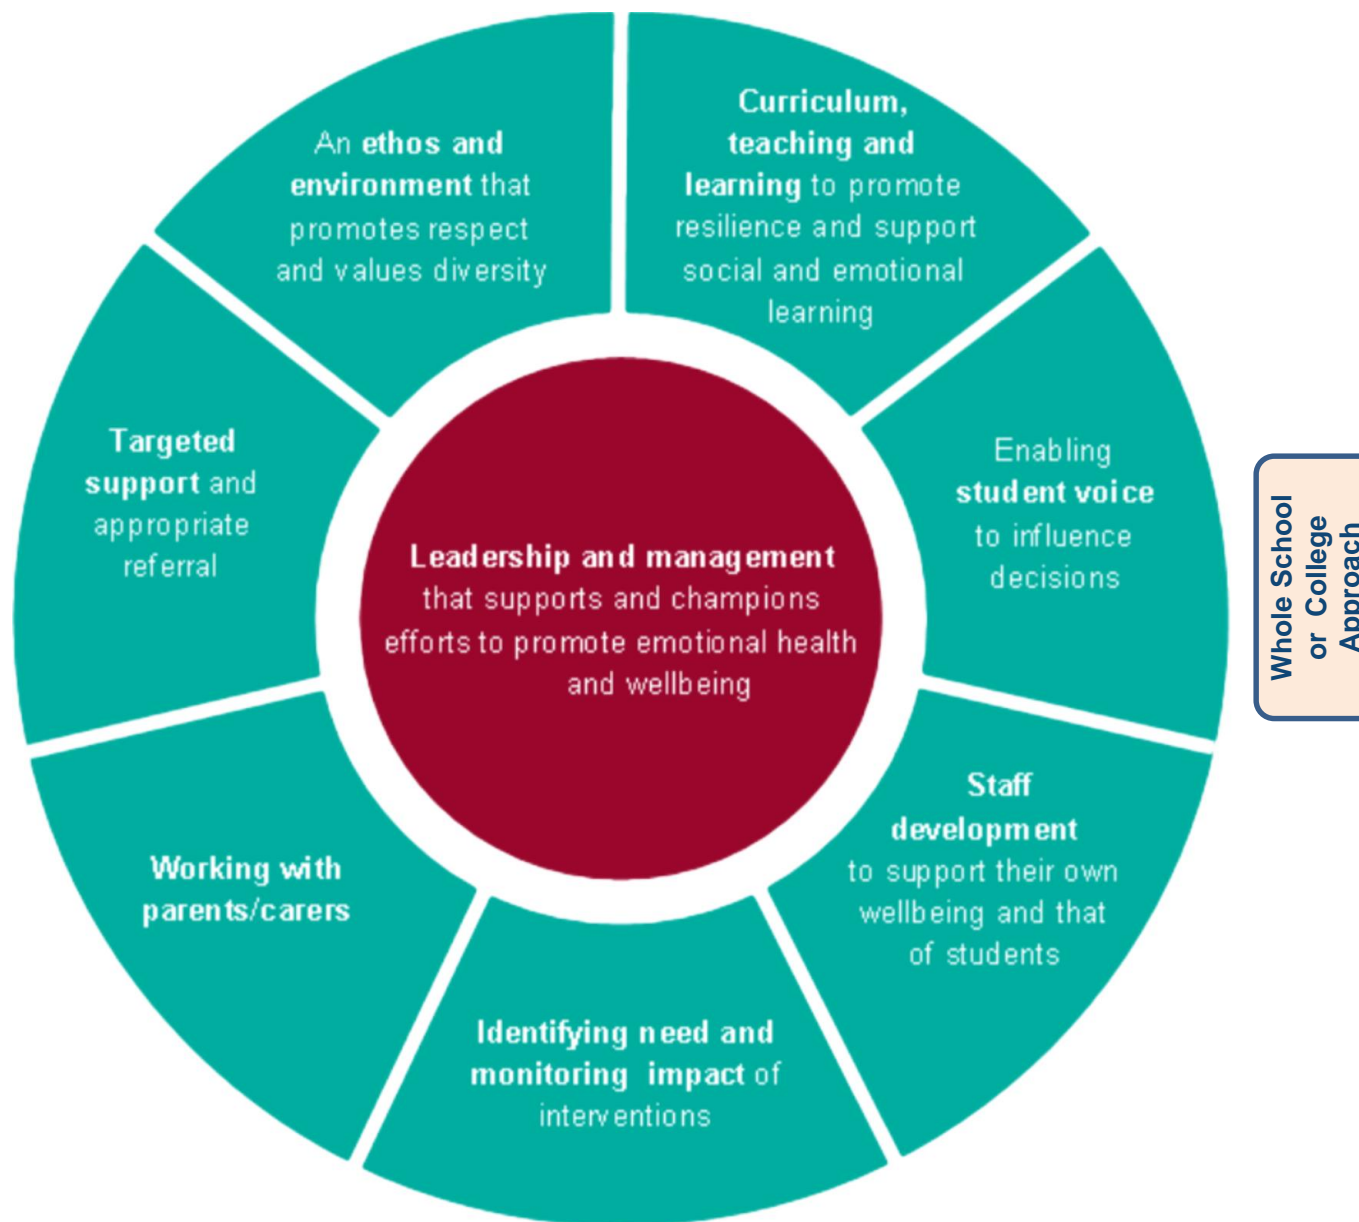 An ethos and
environment that
promotes respect
and values diversity
Curriculum,
teaching and
learning to promote
resilience and support
social and emotional
learning
Enabling
student voice
to influence
decisions
Staff
development
to support their own
wellbeing and that
of students
Identifying need and
monitoring impact of
interventions
Working with
parents/carers
Targeted
support and
appropriate
referral
Leadership and management
that supports and champions
efforts to promote emotional health
and wellbeing
Whole School
or College
Approach